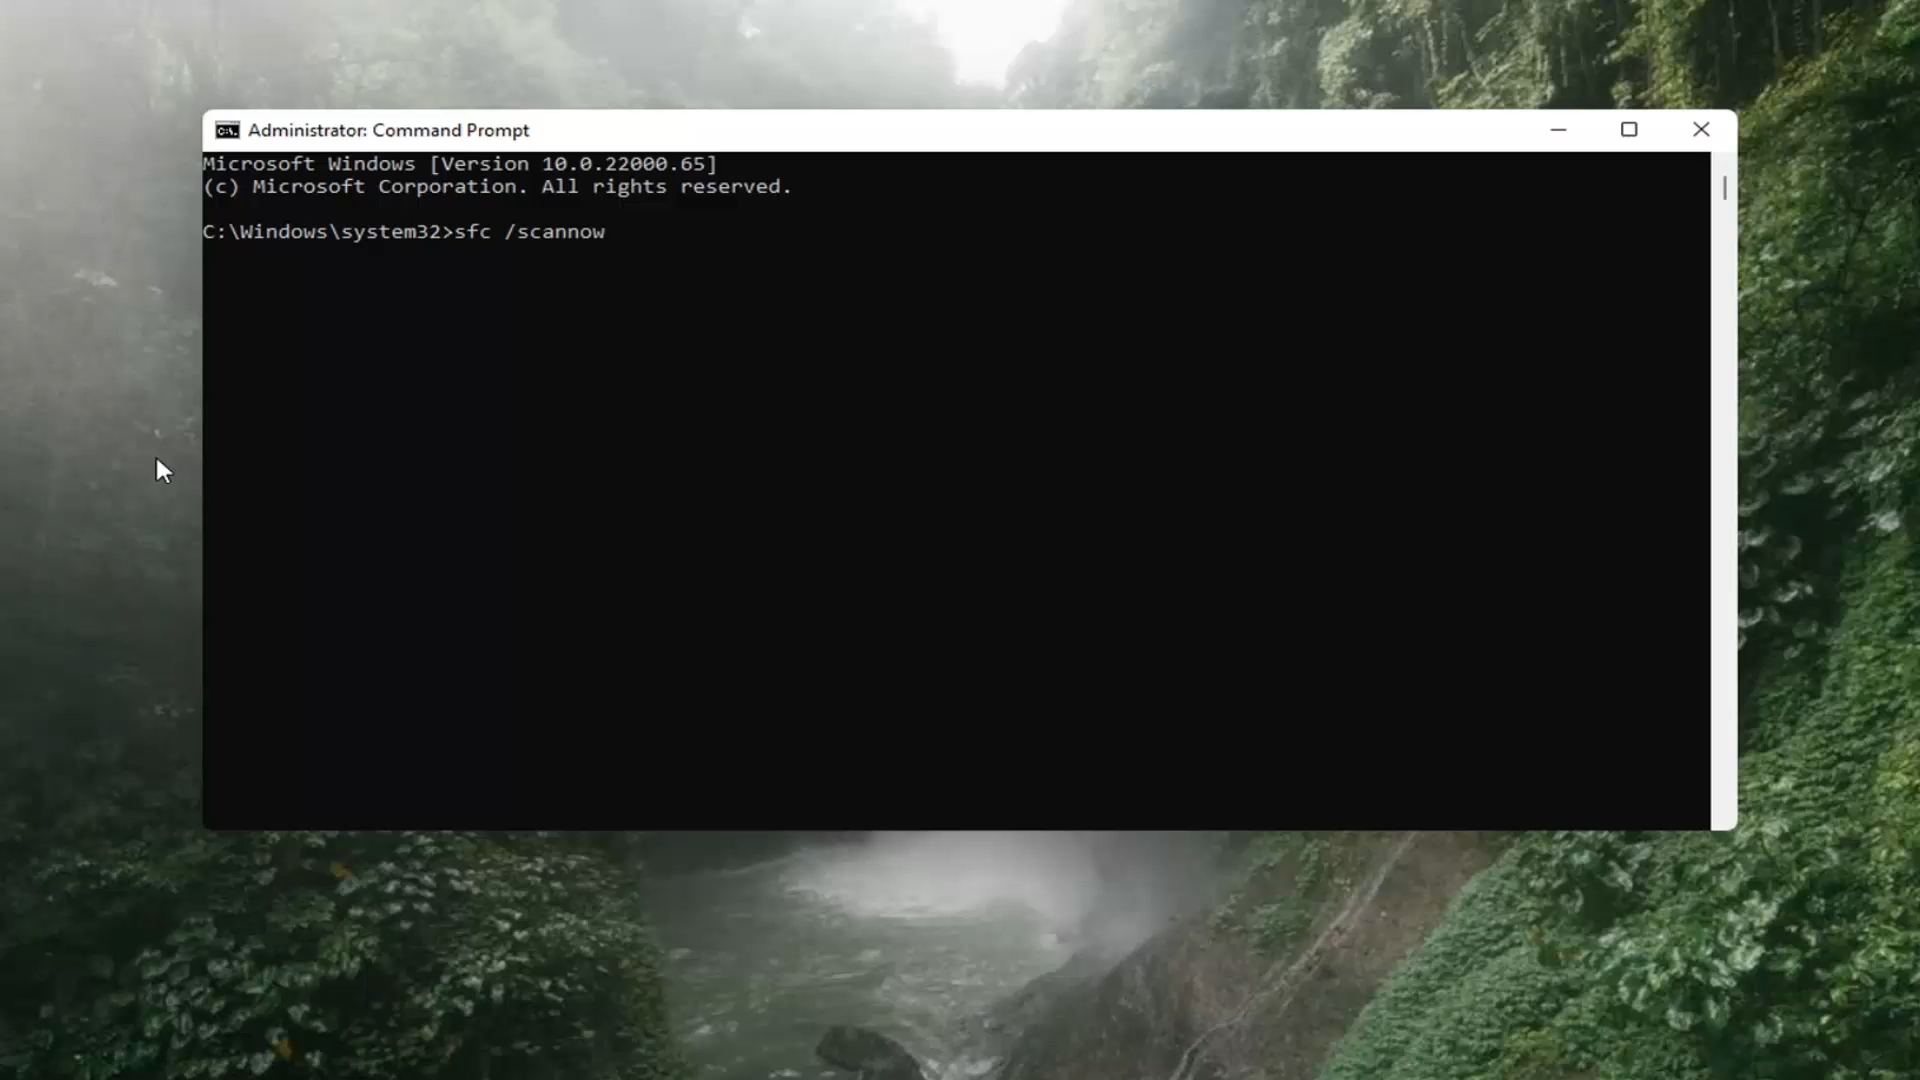 Administrator: Command Prompt
Microsoft Windows [Version 10.0.22000.65]
(c) Microsoft Corporation. All rights reserved.
C:\Windows\system32>sfc /scannow